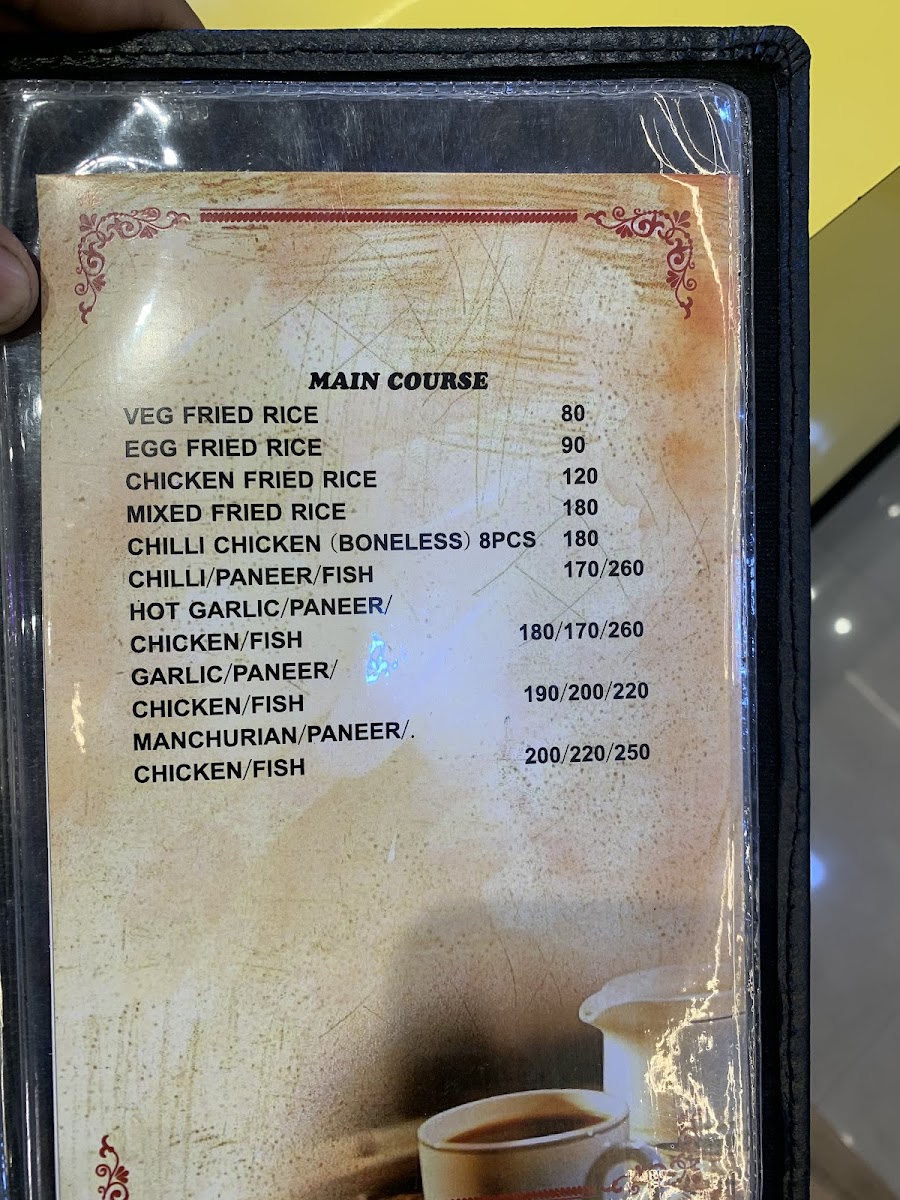 MAIN COURSE
VEG FRIED RICE 80
EGG FRIED RICE 90
CHICKEN FRIED RICE 120
MIXED FRIED RICE 180
CHILLI CHICKEN (BONELESS) 8PCS 180
CHILLI/PANEER/FISH 170/260
HOT GARLIC/PANEER/
CHICKEN/FISH 180/170/260
GARLIC/PANEER/
CHICKEN/FISH 190/200/220
MANCHURIAN/PANEER/.
CHICKEN/FISH 200/220/250